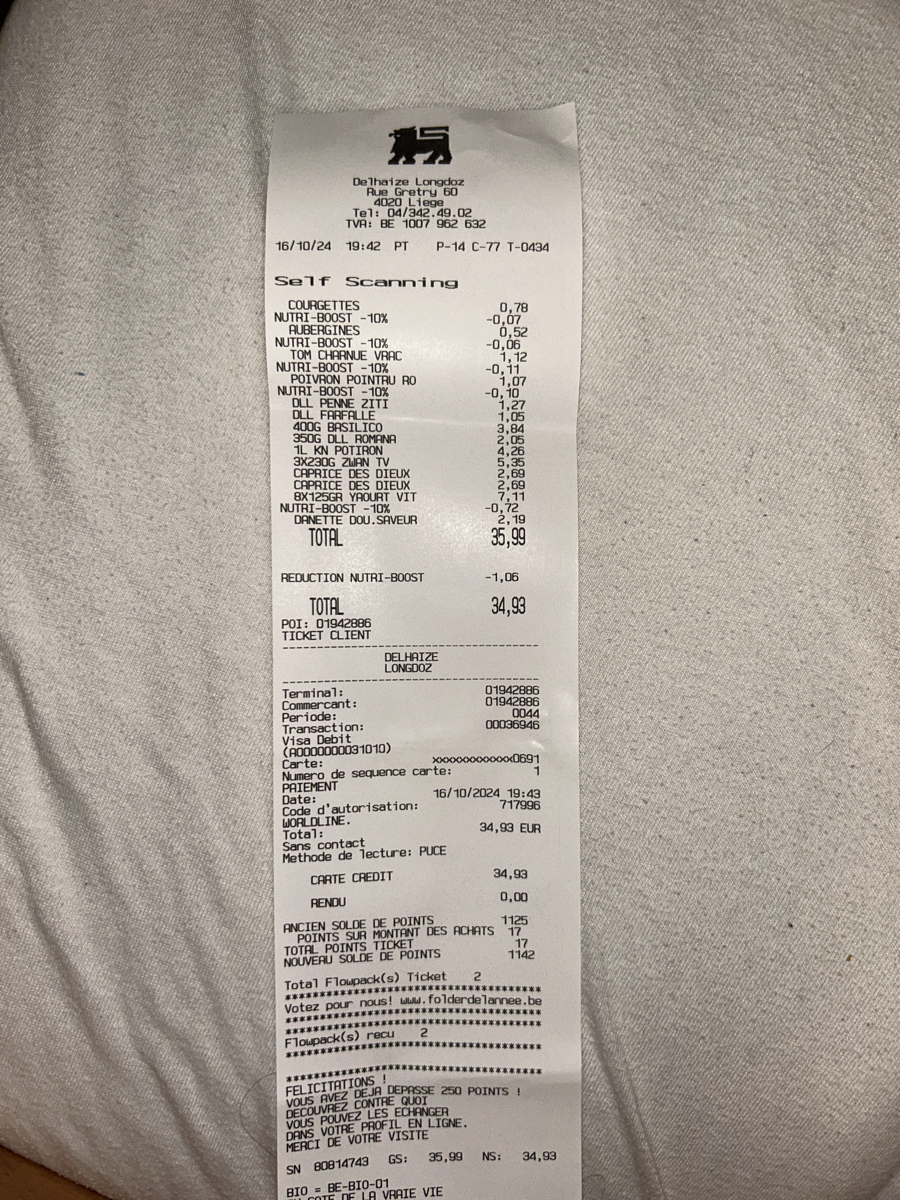 Delhaize Longdoz
Rue Gretry 60
4020 Liege
Tel: 04/342.49.02
TVA: BE 1007 962 632
16/10/24 19:42 PT P-14 C-77 T-0434
Self Scanning
COURGETTES 0,78
NUTRI-BOOST -10% -0,07
AUBERGINES 0,52
NUTRI-BOOST -10% -0,06
TOM CHARNUE VRAC 1,12
NUTRI-BOOST -10% -0,11
POIVRON POINTRU RO 1,07
NUTRI-BOOST -10% -0,10
DLL PENNE ZITI 1,27
DLL FARFALLE 1,05
400G BASILICO 3,84
350G DLL ROMANA 2,05
1L KN POTIRON 4,26
3X230G ZWAN TV 5,35
CAPRICE DES DIEUX 2,69
CAPRICE DES DIEUX 2,69
8X125GR YAOURT VIT 7,11
NUTRI-BOOST -10% -0,72
DANETTE DOU.SAVEUR 2,19
TOTAL 35,99
REDUCTION NUTRI-BOOST -1,06
TOTAL 34,93
POI: 01942886
TICKET CLIENT
DELHAIZE
LONGDOZ
Terminal: 01942886
Commercant: 01942886
Periode: 0044
Transaction: 00036946
Visa Debit
(A0000000031010)
Carte: xxxxxxxxxxxx0691
Numero de sequence carte: 1
PAIEMENT
Date: 16/10/2024 19:43
Code d'autorisation: 717996
WORLDLINE.
Total: 34,93 EUR
Sans contact
Methode de lecture: PUCE
CARTE CREDIT 34,93
RENDU 0,00
ANCIEN SOLDE DE POINTS 1125
POINTS SUR MONTANT DES ACHATS 17
TOTAL POINTS TICKET 17
NOUVEAU SOLDE DE POINTS 1142
Total Flowpack(s) Ticket 2
****************************************
Votez pour nous! www.folderdelannee.be
****************************************
****************************************
Flowpack(s) recu 2
****************************************
****************************************
FELICITATIONS !
VOUS AVEZ DEJA DEPASSE 250 POINTS !
DECOUVREZ CONTRE QUOI
VOUS POUVEZ LES ECHANGER
DANS VOTRE PROFIL EN LIGNE.
MERCI DE VOTRE VISITE
SN 80814743 GS: 35,99 NS: 34,93
BIO = BE-BIO-01
DE LA VRAIE VIE